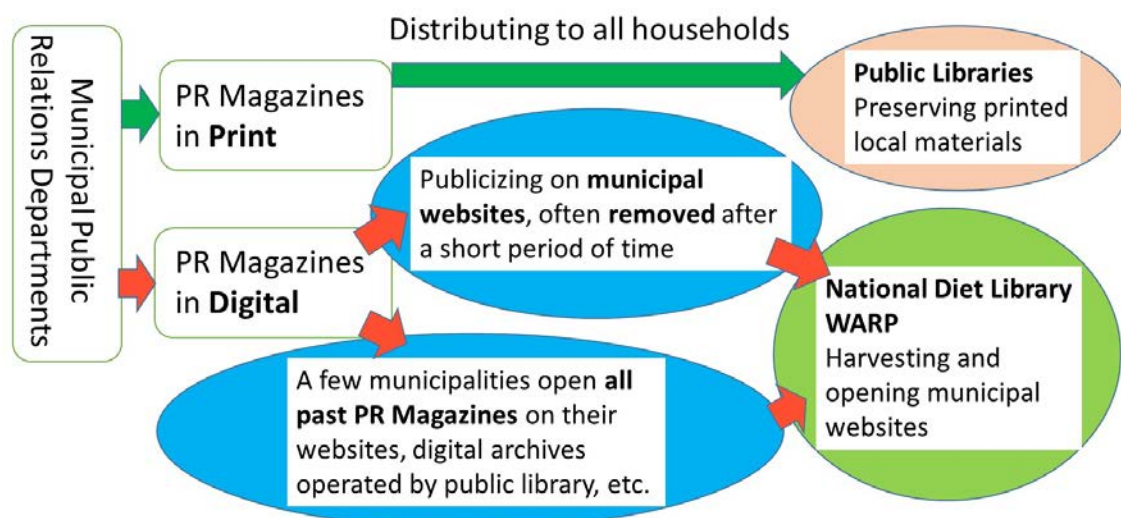 Municipal Public
Relations Departments
PR Magazines
in Print
Distributing to all households
Public Libraries
Preserving printed
local materials
PR Magazines
in Digital
Publicizing on municipal
websites, often removed after
a short period of time
A few municipalities open all
past PR Magazines on their
websites, digital archives
operated by public library, etc.
National Diet Library
WARP
Harvesting and
opening municipal
websites